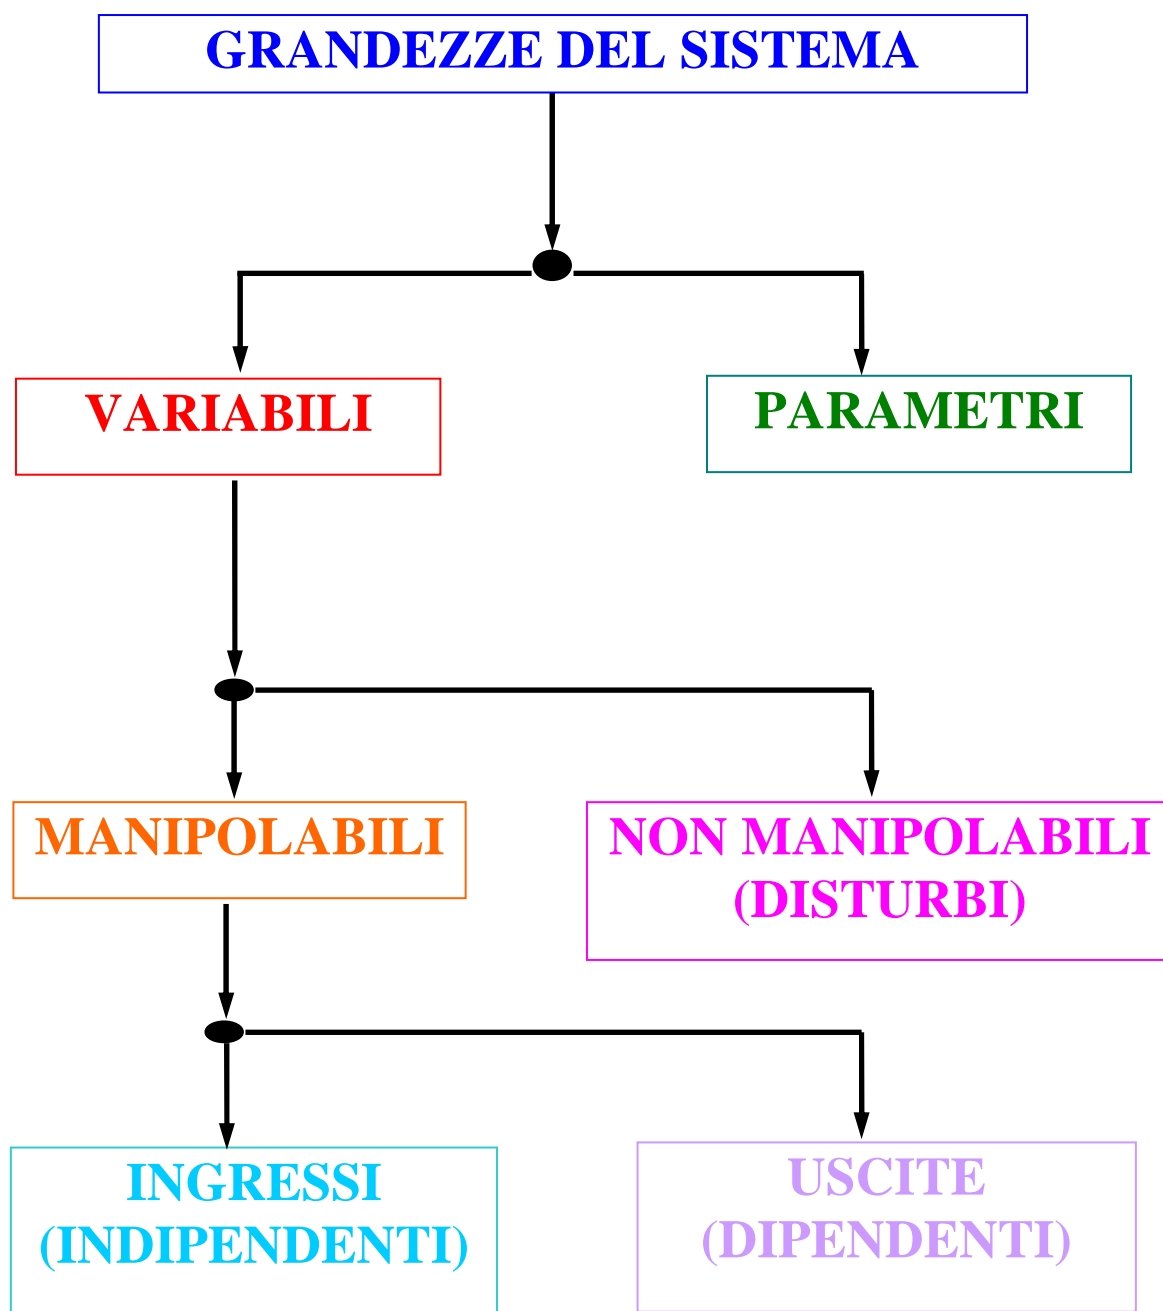 GRANDEZZE DEL SISTEMA
VARIABILI
PARAMETRI
MANIPOLABILI
NON MANIPOLABILI
(DISTURBI)
INGRESSI
(INDIPENDENTI)
USCITE
(DIPENDENTI)